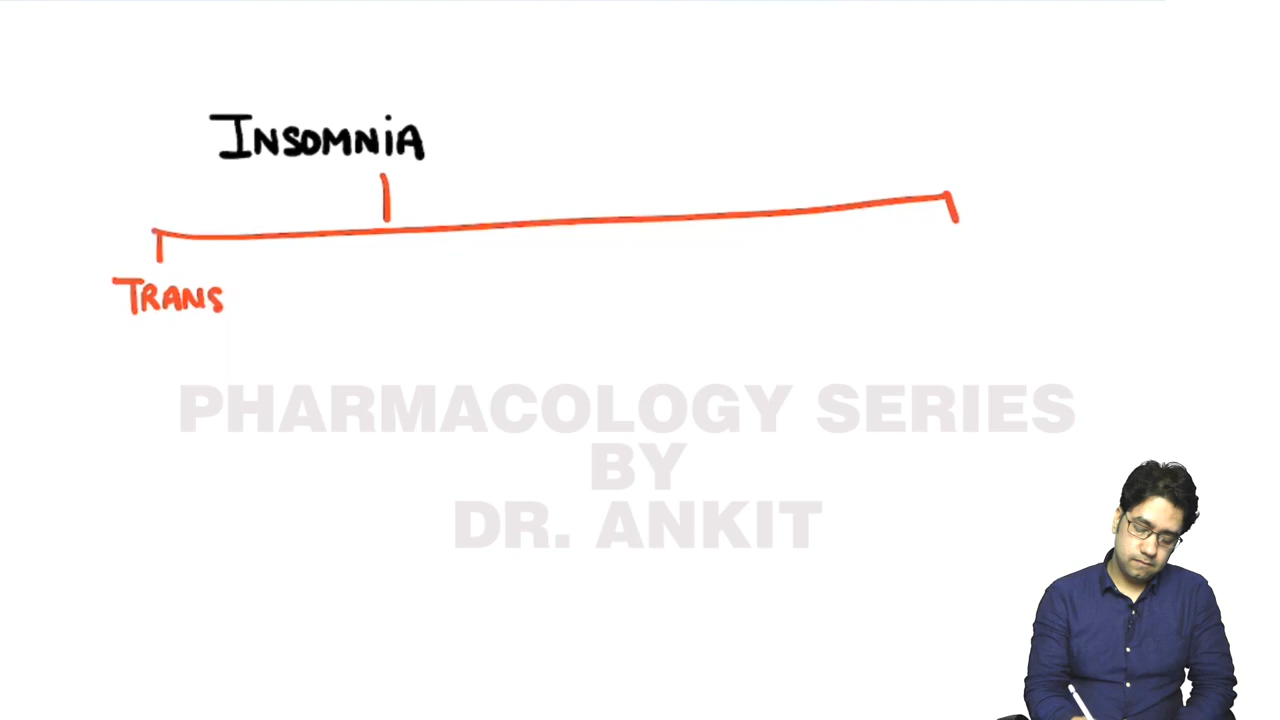 INSOMNIA
TRANS
PHARMACOLOGY SERIES
BY
DR. ANKIT